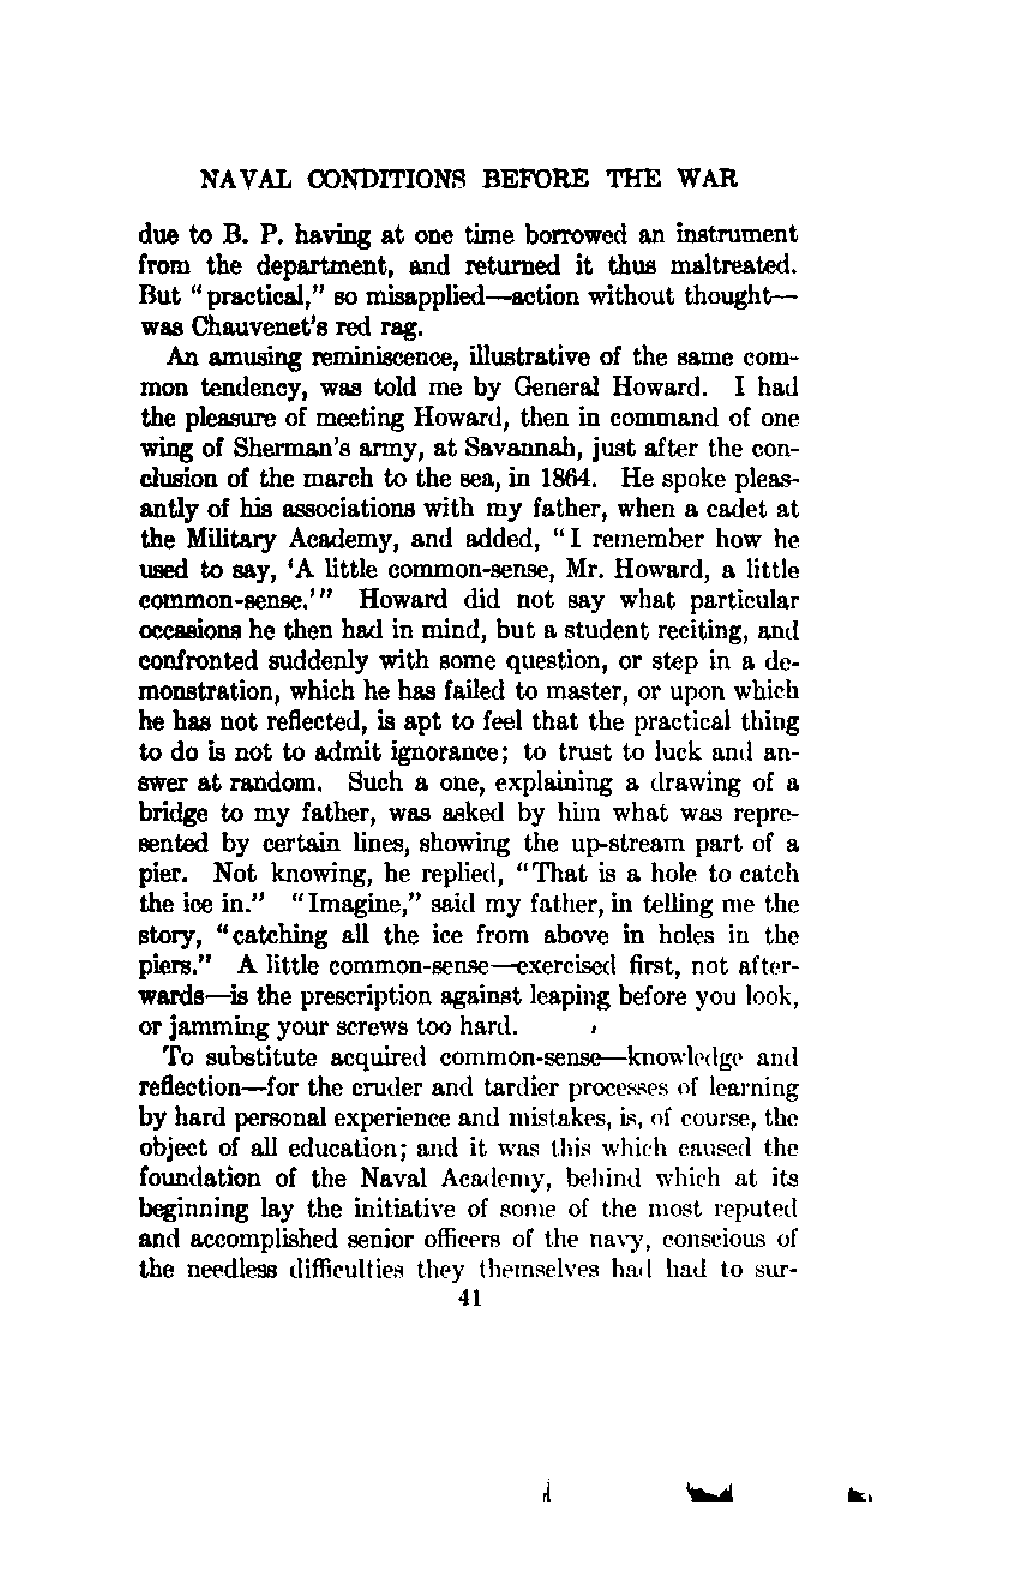 NAVAL CONDITIONS BEFORE THE WAR
due to B. P. having at one time borrowed an instrument
from the department, and returned it thus maltreated.
But "practical," so misapplied—action without thought—
was Chauvenet's red rag.
An amusing reminiscence, illustrative of the same com-
mon tendency, was told me by General Howard. I had
the pleasure of meeting Howard, then in command of one
wing of Sherman's army, at Savannah, just after the con-
clusion of the march to the sea, in 1864. He spoke pleas-
antly of his associations with my father, when a cadet at
the Military Academy, and added, "I remember how he
used to say, 'A little common-sense, Mr. Howard, a little
common-sense.'" Howard did not say what particular
occasions he then had in mind, but a student reciting, and
confronted suddenly with some question, or step in a de-
monstration, which he has failed to master, or upon which
he has not reflected, is apt to feel that the practical thing
to do is not to admit ignorance; to trust to luck and an-
swer at random. Such a one, explaining a drawing of a
bridge to my father, was asked by him what was repre-
sented by certain lines, showing the up-stream part of a
pier. Not knowing, he replied, "That is a hole to catch
the ice in." "Imagine," said my father, in telling me the
story, "catching all the ice from above in holes in the
piers." A little common-sense—exercised first, not after-
wards—is the prescription against leaping before you look,
or jamming your screws too hard.
To substitute acquired common-sense—knowledge and
reflection—for the cruder and tardier processes of learning
by hard personal experience and mistakes, is, of course, the
object of all education; and it was this which caused the
foundation of the Naval Academy, behind which at its
beginning lay the initiative of some of the most reputed
and accomplished senior officers of the navy, conscious of
the needless difficulties they themselves had had to sur-
41